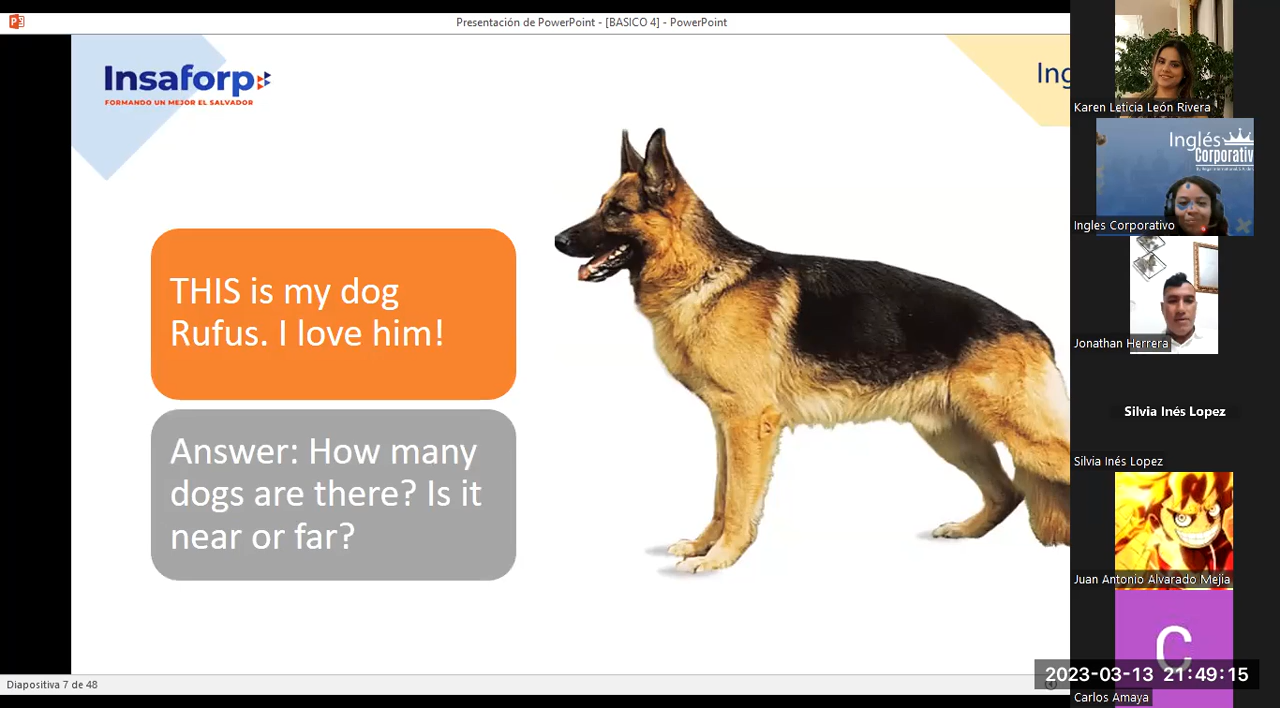 Presentación de PowerPoint - [BASICO 4] - PowerPoint
Insaforp
FORMANDO UN MEJOR EL SALVADOR
Ing
THIS is my dog
Rufus. I love him!
Answer: How many
dogs are there? Is it
near or far?
Diapositiva 7 de 48
Karen Leticia León Rivera
Inglés
Corporativ
Ingles Corporativo
Jonathan Herrera
Silvia Inés Lopez
Silvia Inés Lopez
Juan Antonio Alvarado Mejía
C
2023-03-13 21:49:15
Carlos Amaya